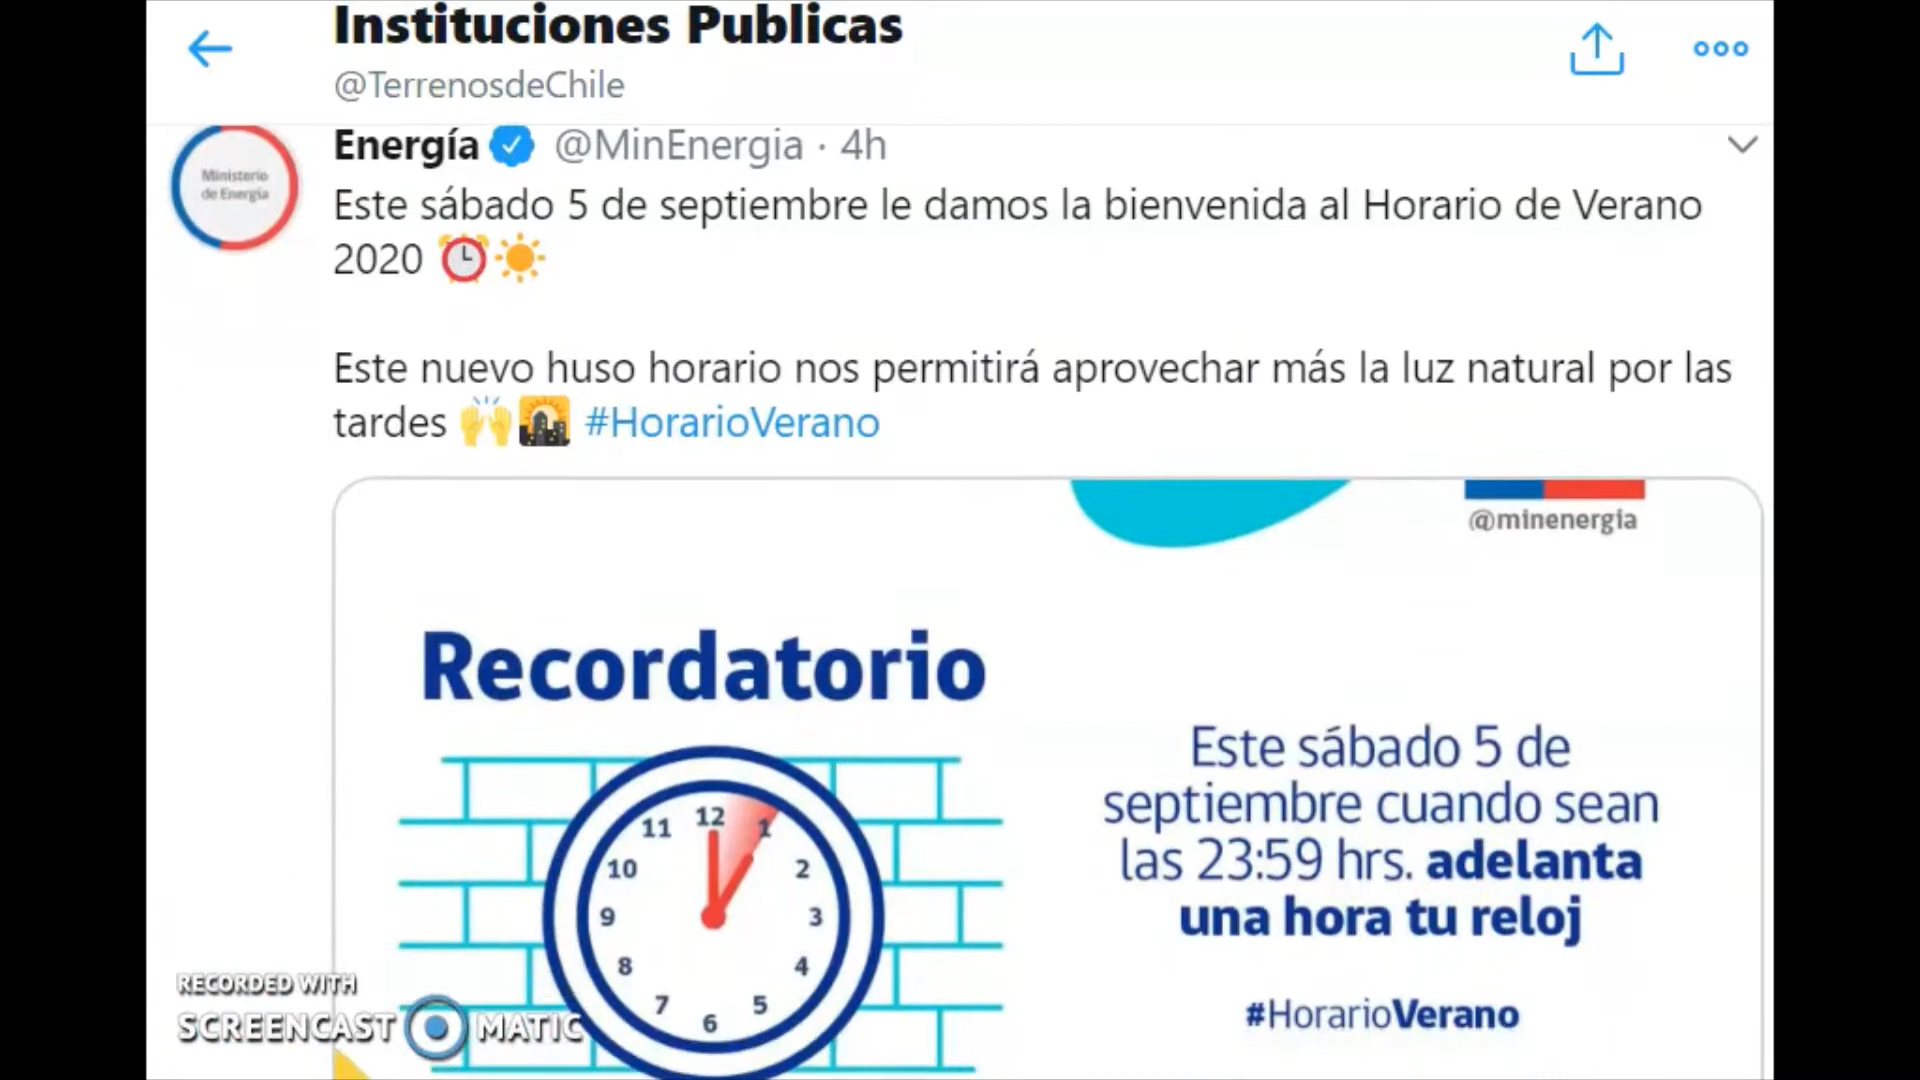 Instituciones Publicas
@TerrenosdeChile
Ministerio
de Energía
Energía @MinEnergia · 4h
Este sábado 5 de septiembre le damos la bienvenida al Horario de Verano
2020 ⏰☀️
Este nuevo huso horario nos permitirá aprovechar más la luz natural por las
tardes 🙌🌇 #HorarioVerano
@minenergia
Recordatorio
12
11
1
10
2
9
3
8
4
7
5
6
Este sábado 5 de
septiembre cuando sean
las 23:59 hrs. adelanta
una hora tu reloj
#HorarioVerano
RECORDED WITH
SCREENCAST MATIC